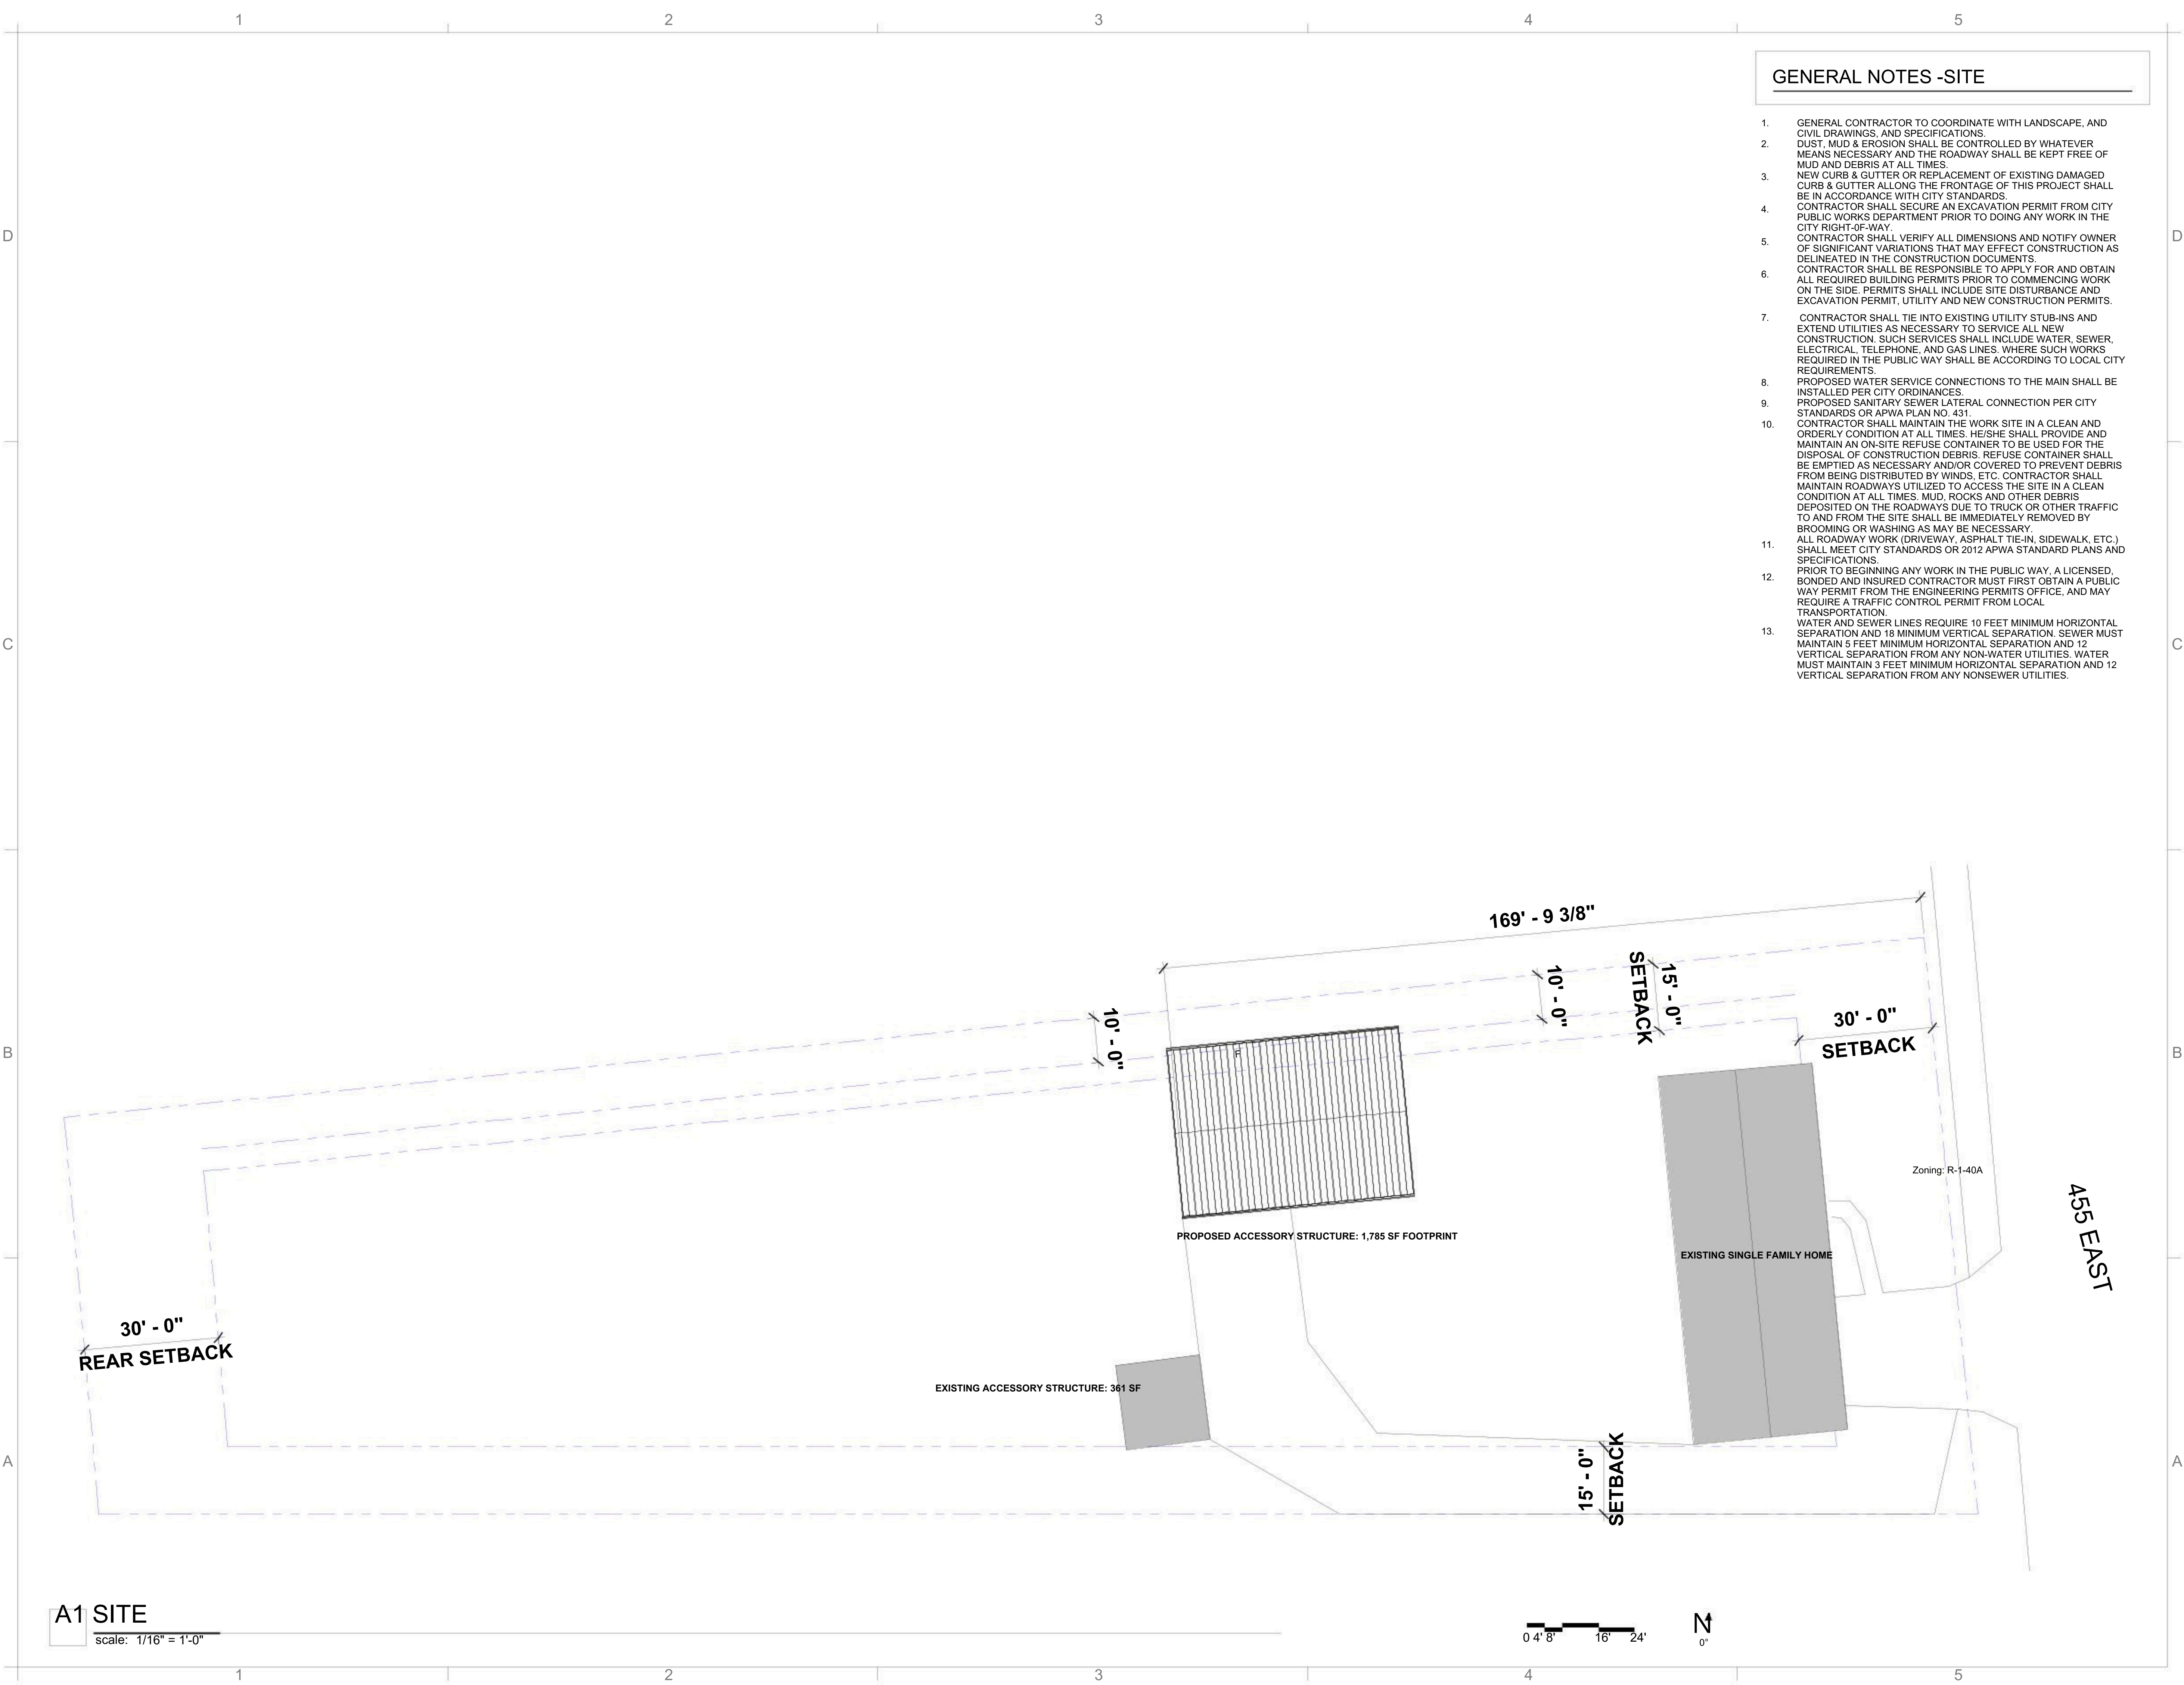 1 2 3 4 5
GENERAL NOTES -SITE
1. GENERAL CONTRACTOR TO COORDINATE WITH LANDSCAPE, AND
CIVIL DRAWINGS, AND SPECIFICATIONS.
2. DUST, MUD & EROSION SHALL BE CONTROLLED BY WHATEVER
MEANS NECESSARY AND THE ROADWAY SHALL BE KEPT FREE OF
MUD AND DEBRIS AT ALL TIMES.
3. NEW CURB & GUTTER OR REPLACEMENT OF EXISTING DAMAGED
CURB & GUTTER ALLONG THE FRONTAGE OF THIS PROJECT SHALL
BE IN ACCORDANCE WITH CITY STANDARDS.
4. CONTRACTOR SHALL SECURE AN EXCAVATION PERMIT FROM CITY
PUBLIC WORKS DEPARTMENT PRIOR TO DOING ANY WORK IN THE
CITY RIGHT-0F-WAY.
5. CONTRACTOR SHALL VERIFY ALL DIMENSIONS AND NOTIFY OWNER
OF SIGNIFICANT VARIATIONS THAT MAY EFFECT CONSTRUCTION AS
DELINEATED IN THE CONSTRUCTION DOCUMENTS.
6. CONTRACTOR SHALL BE RESPONSIBLE TO APPLY FOR AND OBTAIN
ALL REQUIRED BUILDING PERMITS PRIOR TO COMMENCING WORK
ON THE SIDE. PERMITS SHALL INCLUDE SITE DISTURBANCE AND
EXCAVATION PERMIT, UTILITY AND NEW CONSTRUCTION PERMITS.
7. CONTRACTOR SHALL TIE INTO EXISTING UTILITY STUB-INS AND
EXTEND UTILITIES AS NECESSARY TO SERVICE ALL NEW
CONSTRUCTION. SUCH SERVICES SHALL INCLUDE WATER, SEWER,
ELECTRICAL, TELEPHONE, AND GAS LINES. WHERE SUCH WORKS
REQUIRED IN THE PUBLIC WAY SHALL BE ACCORDING TO LOCAL CITY
REQUIREMENTS.
8. PROPOSED WATER SERVICE CONNECTIONS TO THE MAIN SHALL BE
INSTALLED PER CITY ORDINANCES.
9. PROPOSED SANITARY SEWER LATERAL CONNECTION PER CITY
STANDARDS OR APWA PLAN NO. 431.
10. CONTRACTOR SHALL MAINTAIN THE WORK SITE IN A CLEAN AND
ORDERLY CONDITION AT ALL TIMES. HE/SHE SHALL PROVIDE AND
MAINTAIN AN ON-SITE REFUSE CONTAINER TO BE USED FOR THE
DISPOSAL OF CONSTRUCTION DEBRIS. REFUSE CONTAINER SHALL
BE EMPTIED AS NECESSARY AND/OR COVERED TO PREVENT DEBRIS
FROM BEING DISTRIBUTED BY WINDS, ETC. CONTRACTOR SHALL
MAINTAIN ROADWAYS UTILIZED TO ACCESS THE SITE IN A CLEAN
CONDITION AT ALL TIMES. MUD, ROCKS AND OTHER DEBRIS
DEPOSITED ON THE ROADWAYS DUE TO TRUCK OR OTHER TRAFFIC
TO AND FROM THE SITE SHALL BE IMMEDIATELY REMOVED BY
BROOMING OR WASHING AS MAY BE NECESSARY.
11. ALL ROADWAY WORK (DRIVEWAY, ASPHALT TIE-IN, SIDEWALK, ETC.)
SHALL MEET CITY STANDARDS OR 2012 APWA STANDARD PLANS AND
SPECIFICATIONS.
12. PRIOR TO BEGINNING ANY WORK IN THE PUBLIC WAY, A LICENSED,
BONDED AND INSURED CONTRACTOR MUST FIRST OBTAIN A PUBLIC
WAY PERMIT FROM THE ENGINEERING PERMITS OFFICE, AND MAY
REQUIRE A TRAFFIC CONTROL PERMIT FROM LOCAL
TRANSPORTATION.
13. WATER AND SEWER LINES REQUIRE 10 FEET MINIMUM HORIZONTAL
SEPARATION AND 18 MINIMUM VERTICAL SEPARATION. SEWER MUST
MAINTAIN 5 FEET MINIMUM HORIZONTAL SEPARATION AND 12
VERTICAL SEPARATION FROM ANY NON-WATER UTILITIES. WATER
MUST MAINTAIN 3 FEET MINIMUM HORIZONTAL SEPARATION AND 12
VERTICAL SEPARATION FROM ANY NONSEWER UTILITIES.
D D
C C
169' - 9 3/8"
10' - 0"
10' - 0"
SETBACK
15' - 0"
30' - 0"
SETBACK
B B
F
Zoning: R-1-40A
455 EAST
PROPOSED ACCESSORY STRUCTURE: 1,785 SF FOOTPRINT
EXISTING SINGLE FAMILY HOME
30' - 0"
REAR SETBACK
EXISTING ACCESSORY STRUCTURE: 361 SF
15' - 0"
SETBACK
A A
A1 SITE
scale: 1/16" = 1'-0"
0 4' 8' 16' 24'
N
0°
1 2 3 4 5